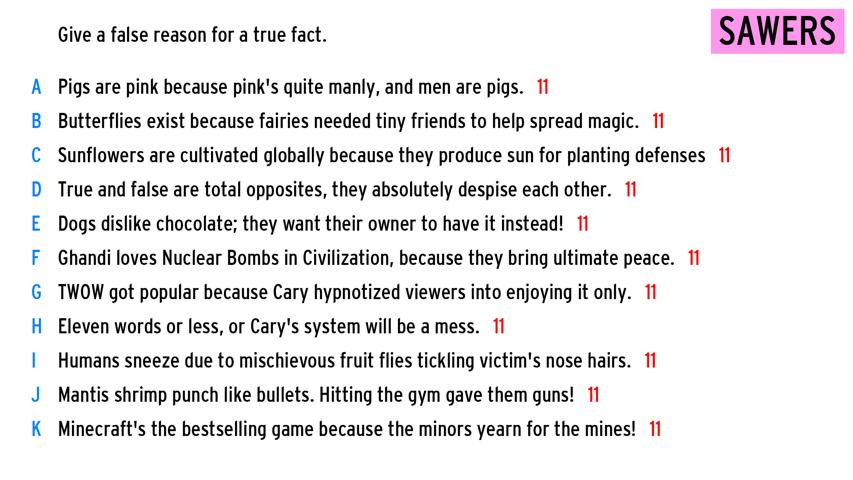 Give a false reason for a true fact.
SAWERS
A Pigs are pink because pink's quite manly, and men are pigs. 11
B Butterflies exist because fairies needed tiny friends to help spread magic. 11
C Sunflowers are cultivated globally because they produce sun for planting defenses 11
D True and false are total opposites, they absolutely despise each other. 11
E Dogs dislike chocolate; they want their owner to have it instead! 11
F Ghandi loves Nuclear Bombs in Civilization, because they bring ultimate peace. 11
G TWOW got popular because Cary hypnotized viewers into enjoying it only. 11
H Eleven words or less, or Cary's system will be a mess. 11
I Humans sneeze due to mischievous fruit flies tickling victim's nose hairs. 11
J Mantis shrimp punch like bullets. Hitting the gym gave them guns! 11
K Minecraft's the bestselling game because the minors yearn for the mines! 11